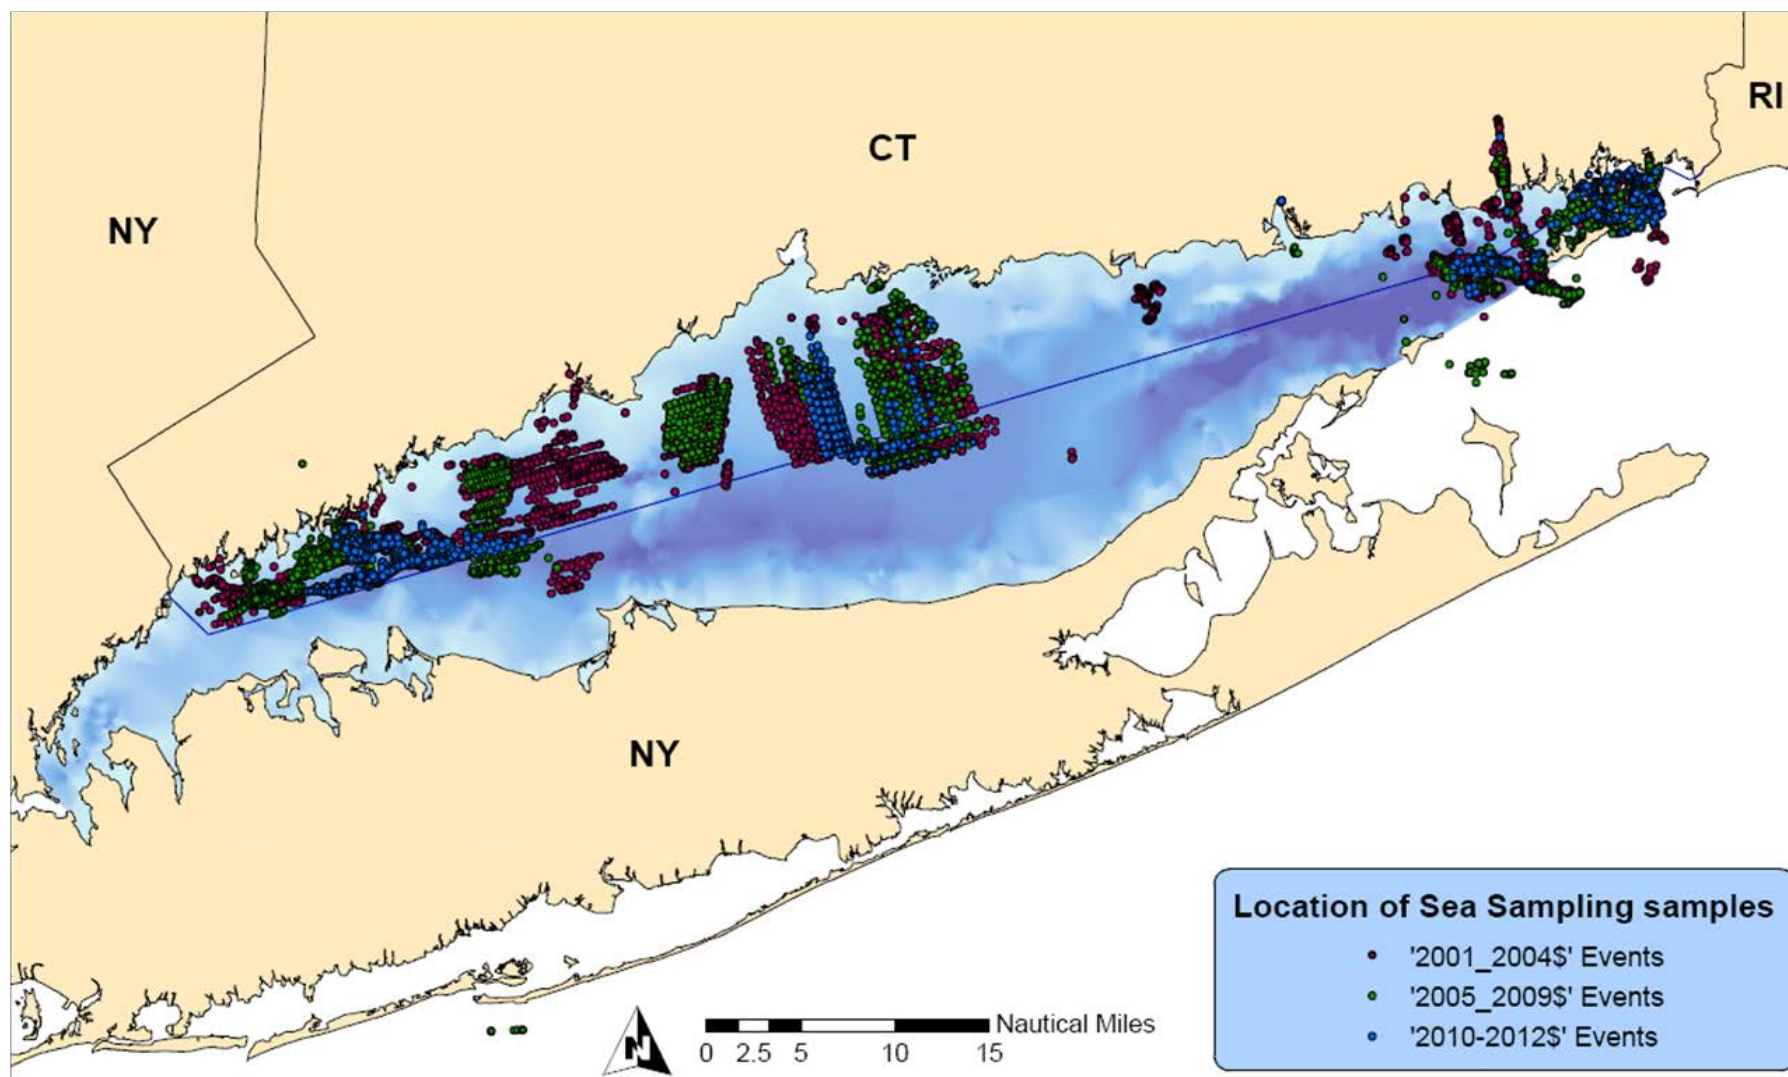 RI
CT
NY
NY
Location of Sea Sampling samples
'2001_2004$' Events
'2005_2009$' Events
'2010-2012$' Events
N
Nautical Miles
0 2.5 5 10 15